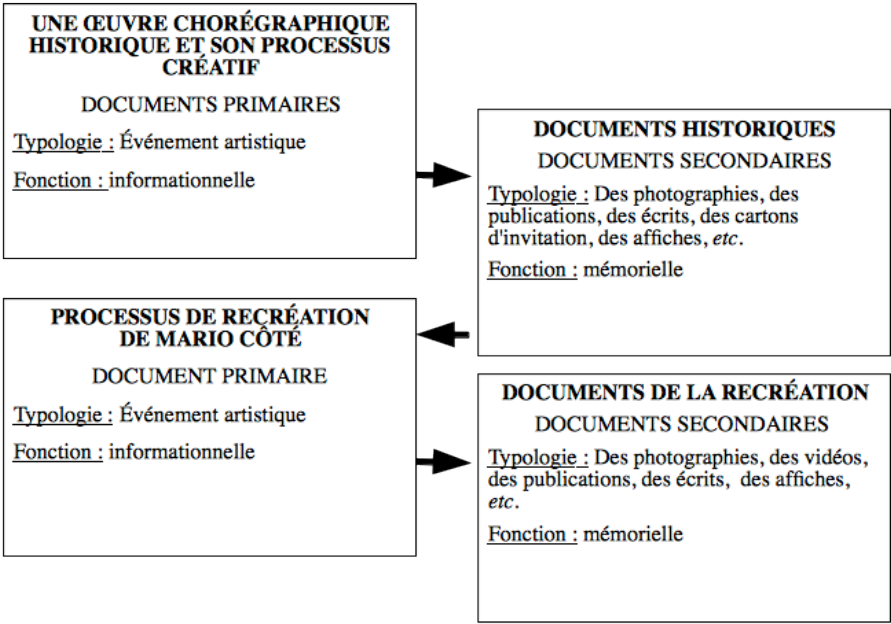 UNE ŒUVRE CHORÉGRAPHIQUE
HISTORIQUE ET SON PROCESSUS
CRÉATIF
DOCUMENTS PRIMAIRES
Typologie : Événement artistique
Fonction : informationnelle
DOCUMENTS HISTORIQUES
DOCUMENTS SECONDAIRES
Typologie : Des photographies, des
publications, des écrits, des cartons
d'invitation, des affiches, etc.
Fonction : mémorielle
PROCESSUS DE RECRÉATION
DE MARIO CÔTÉ
DOCUMENT PRIMAIRE
Typologie : Événement artistique
Fonction : informationnelle
DOCUMENTS DE LA RECRÉATION
DOCUMENTS SECONDAIRES
Typologie : Des photographies, des vidéos,
des publications, des écrits, des affiches,
etc.
Fonction : mémorielle